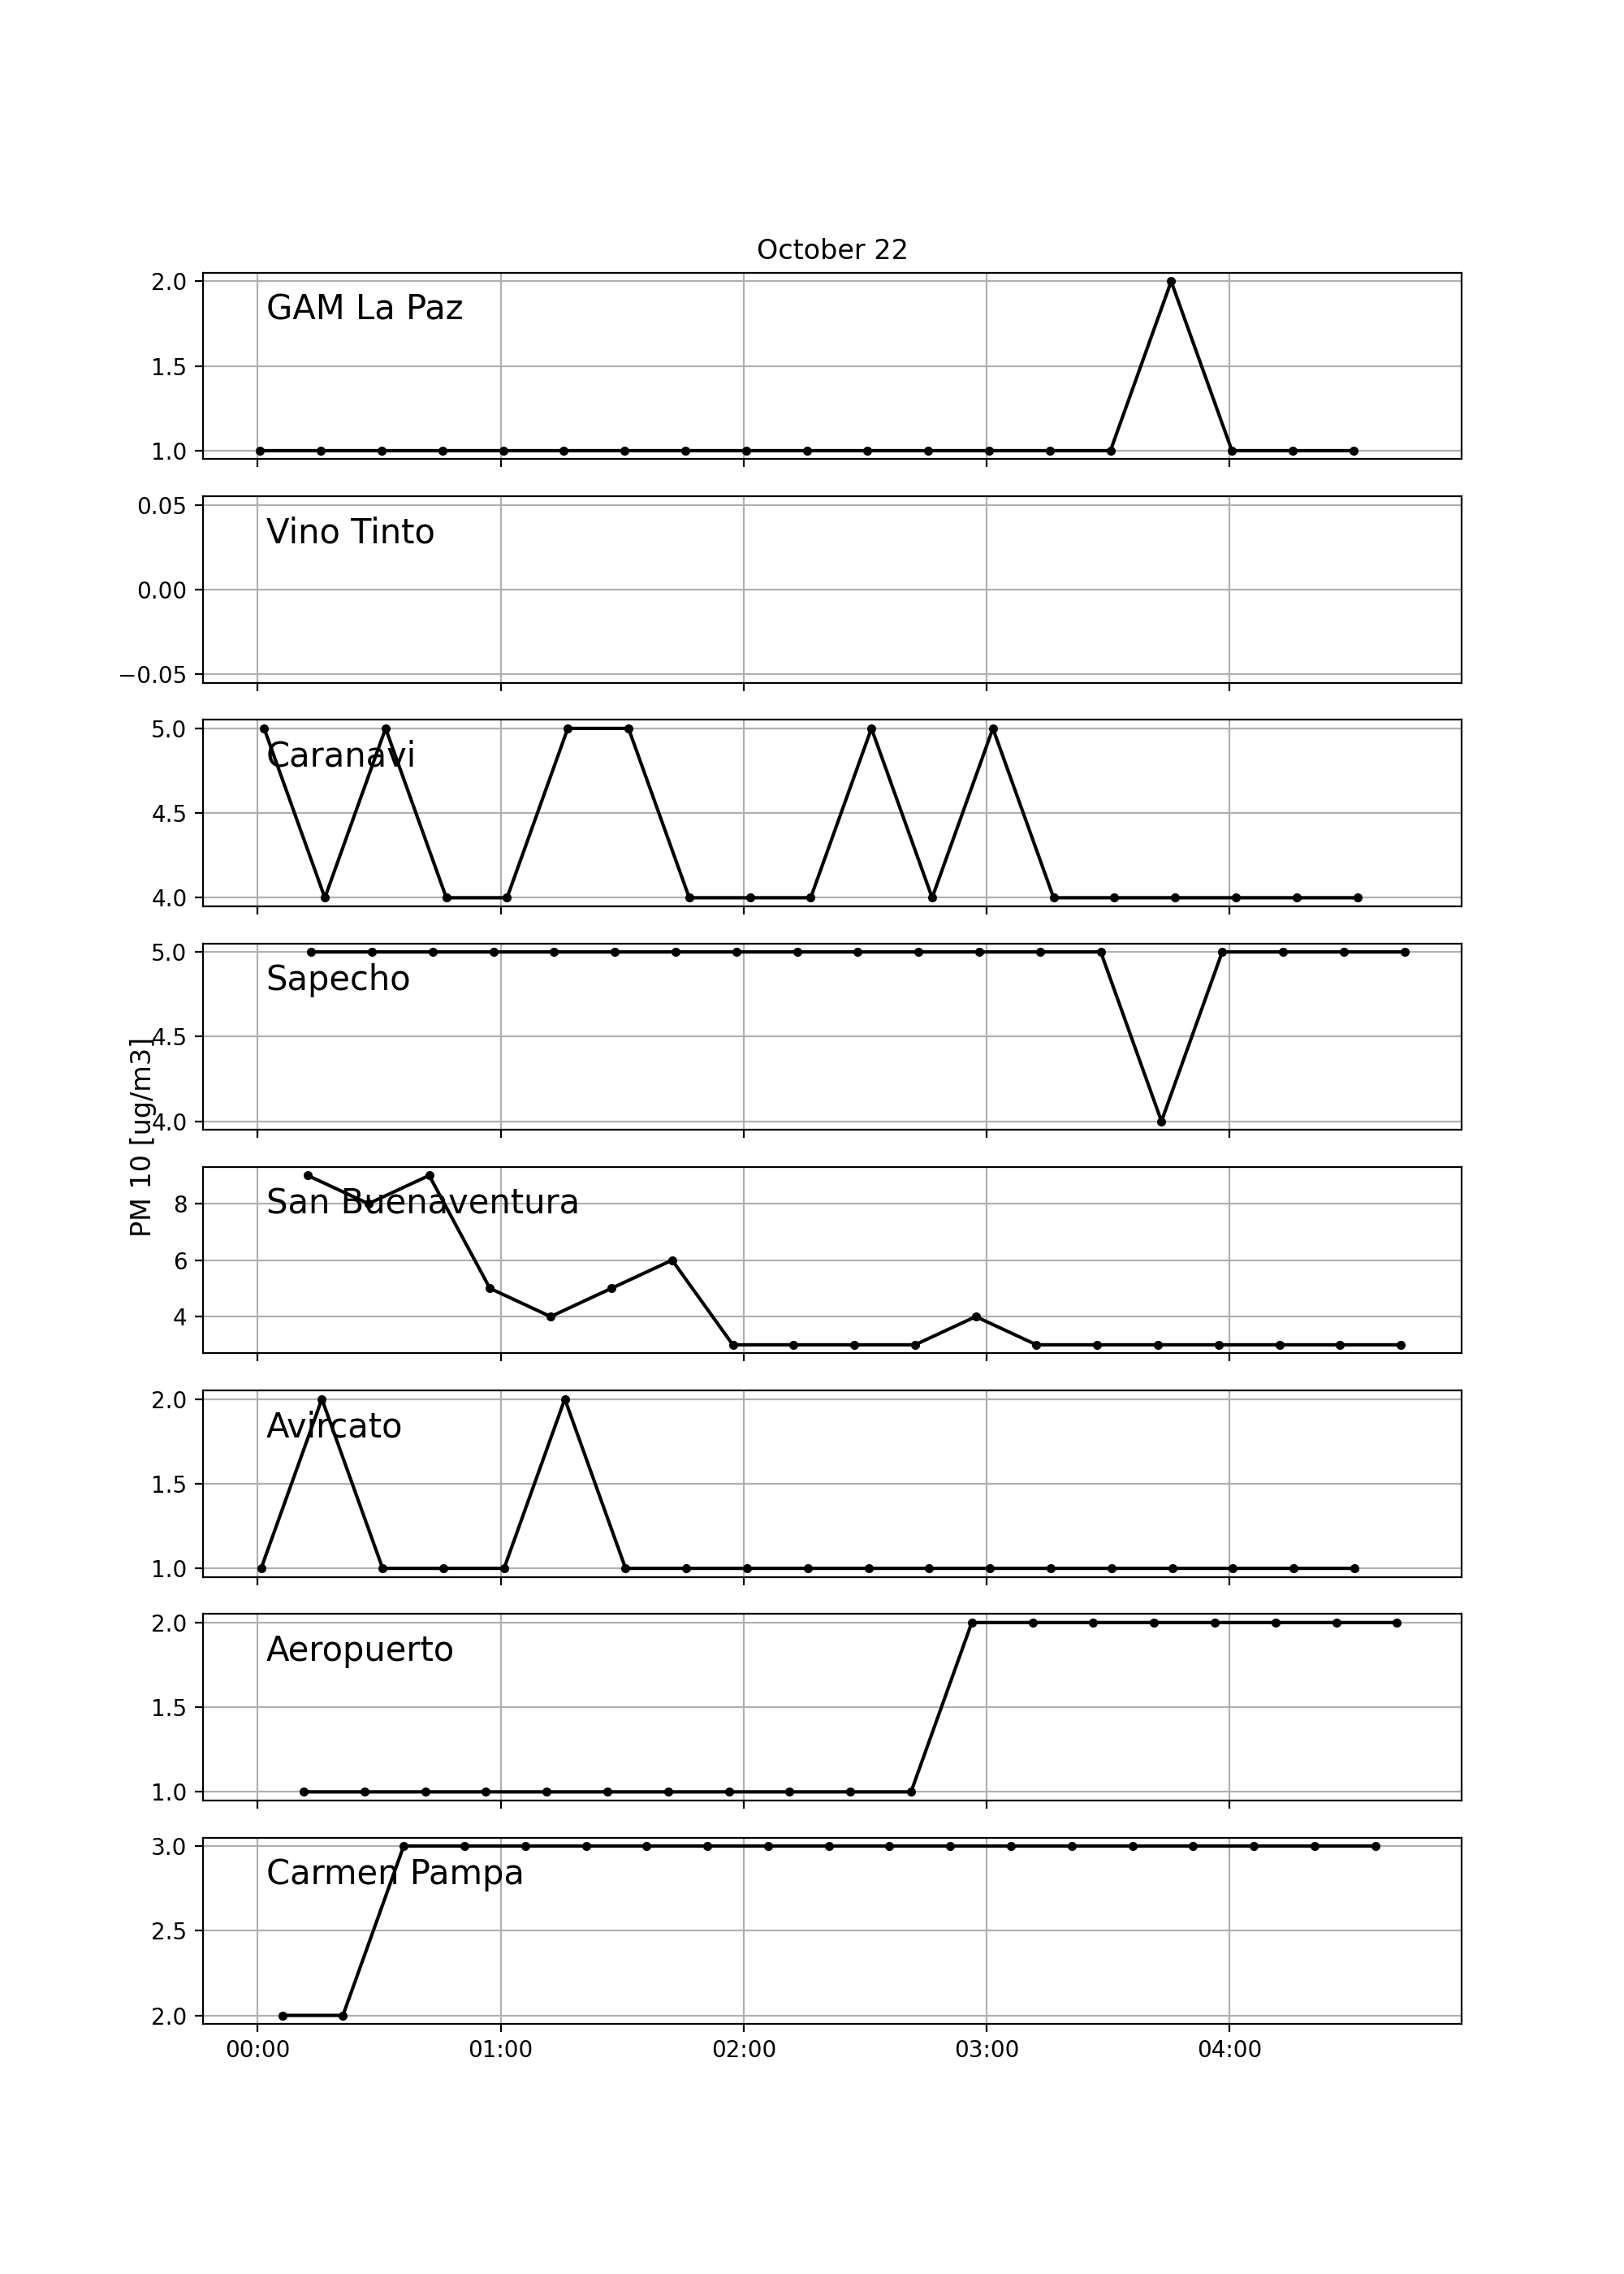 October 22
2.0
GAM La Paz
1.5
1.0
0.05
Vino Tinto
0.00
−0.05
5.0
Caranavi
4.5
4.0
5.0
Sapecho
4.5
4.0
PM 10 [ug/m3]
San Buenaventura
8
6
4
2.0
Avircato
1.5
1.0
2.0
Aeropuerto
1.5
1.0
3.0
Carmen Pampa
2.5
2.0
00:00 01:00 02:00 03:00 04:00